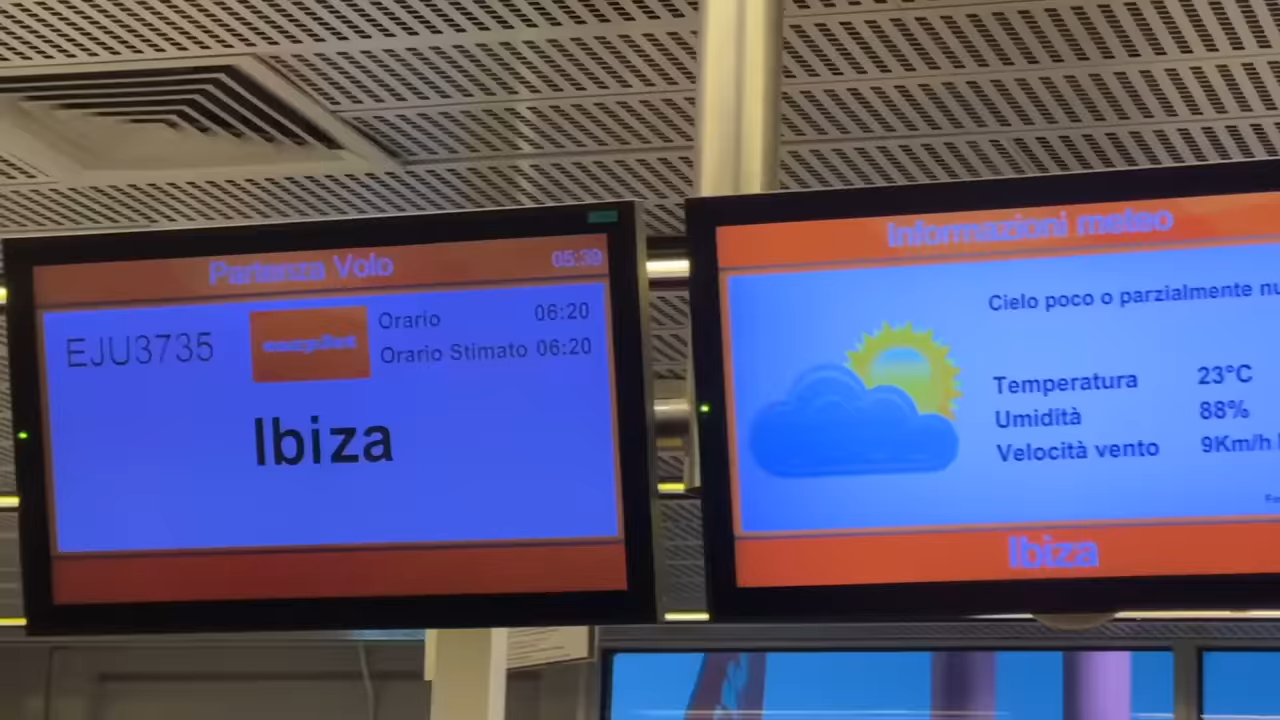 Partenza Volo 05:39
EJU3735
easyJet
Orario 06:20
Orario Stimato 06:20
Ibiza
Informazioni meteo
Cielo poco o parzialmente
Temperatura 23°C
Umidità 88%
Velocità vento 9Km/h
Ibiza